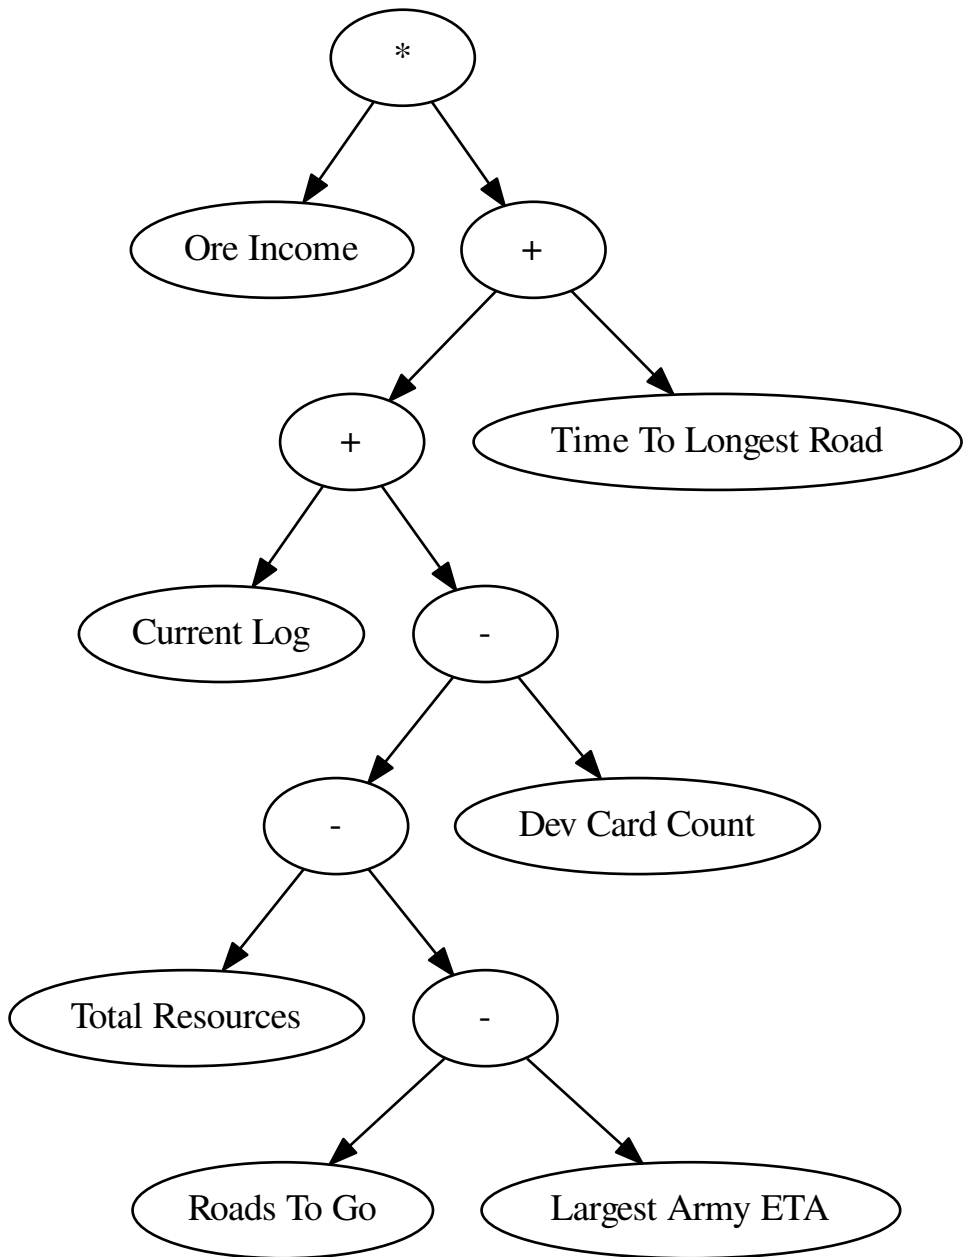 *
Ore Income
+
+
Time To Longest Road
Current Log
-
-
Dev Card Count
Total Resources
-
Roads To Go
Largest Army ETA